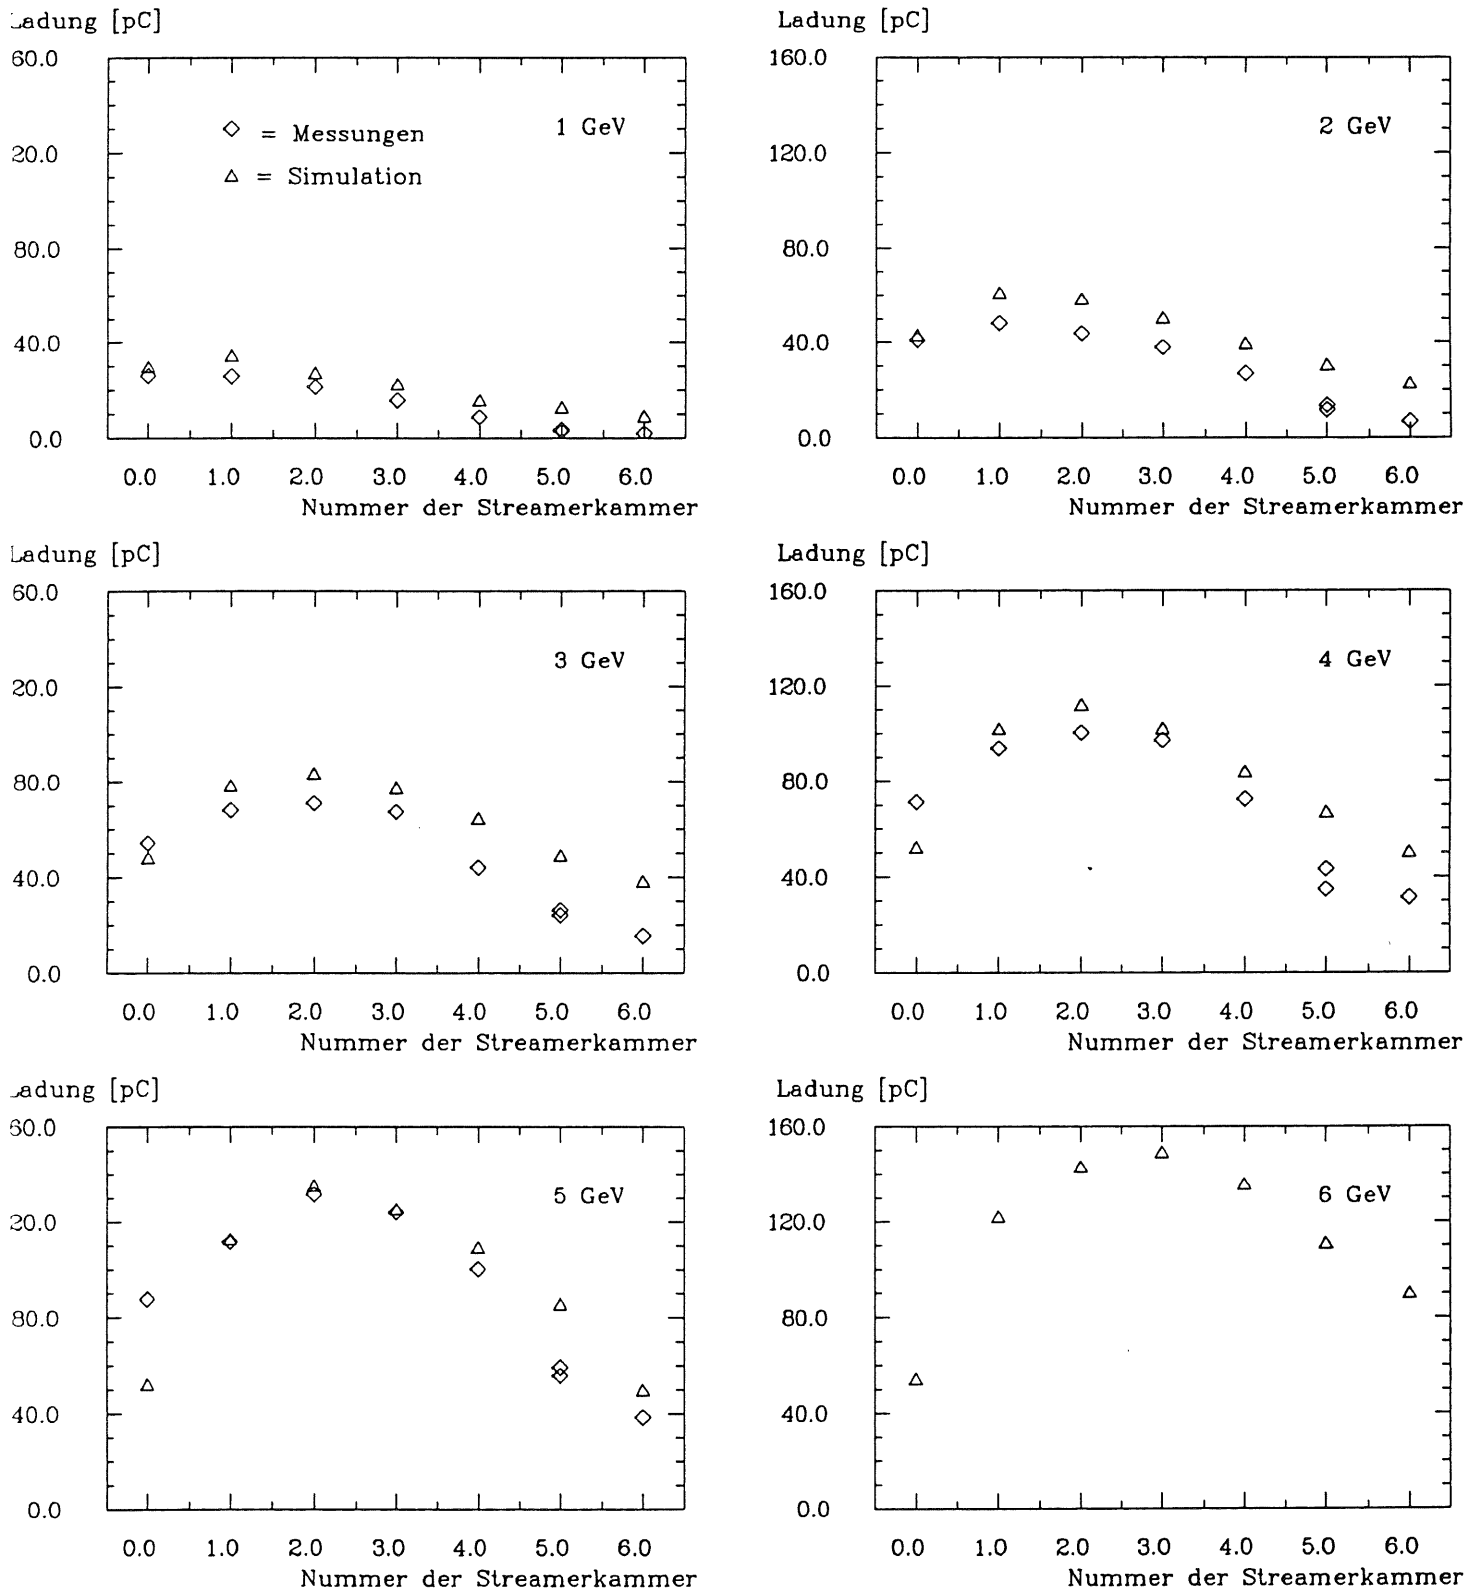 Ladung [pC]
60.0
20.0
80.0
40.0
0.0
◇ = Messungen
△ = Simulation
1 GeV
0.0 1.0 2.0 3.0 4.0 5.0 6.0
Nummer der Streamerkammer
Ladung [pC]
160.0
120.0
80.0
40.0
0.0
2 GeV
0.0 1.0 2.0 3.0 4.0 5.0 6.0
Nummer der Streamerkammer
Ladung [pC]
60.0
20.0
80.0
40.0
0.0
3 GeV
0.0 1.0 2.0 3.0 4.0 5.0 6.0
Nummer der Streamerkammer
Ladung [pC]
160.0
120.0
80.0
40.0
0.0
4 GeV
0.0 1.0 2.0 3.0 4.0 5.0 6.0
Nummer der Streamerkammer
Ladung [pC]
60.0
20.0
80.0
40.0
0.0
5 GeV
0.0 1.0 2.0 3.0 4.0 5.0 6.0
Nummer der Streamerkammer
Ladung [pC]
160.0
120.0
80.0
40.0
0.0
6 GeV
0.0 1.0 2.0 3.0 4.0 5.0 6.0
Nummer der Streamerkammer